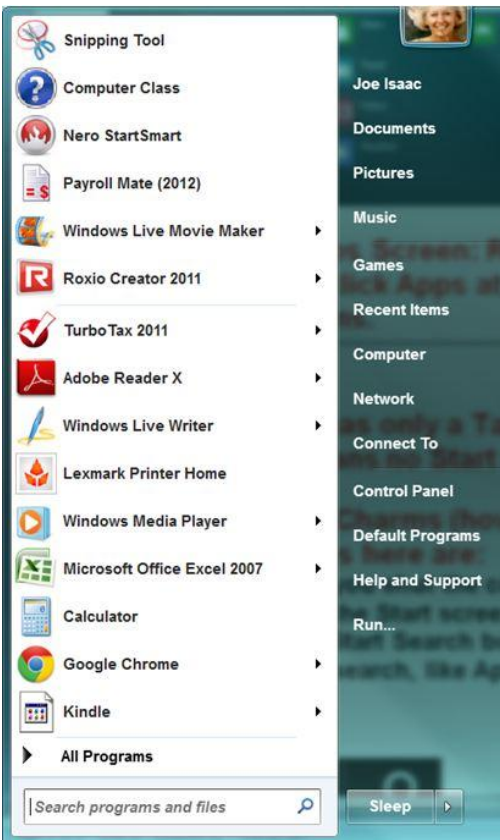 Snipping Tool
Computer Class
Nero StartSmart
Payroll Mate (2012)
Windows Live Movie Maker
Roxio Creator 2011
TurboTax 2011
Adobe Reader X
Windows Live Writer
Lexmark Printer Home
Windows Media Player
Microsoft Office Excel 2007
Calculator
Google Chrome
Kindle
All Programs
Search programs and files
Joe Isaac
Documents
Pictures
Music
Games
Recent Items
Computer
Network
Connect To
Control Panel
Default Programs
Help and Support
Run...
Sleep